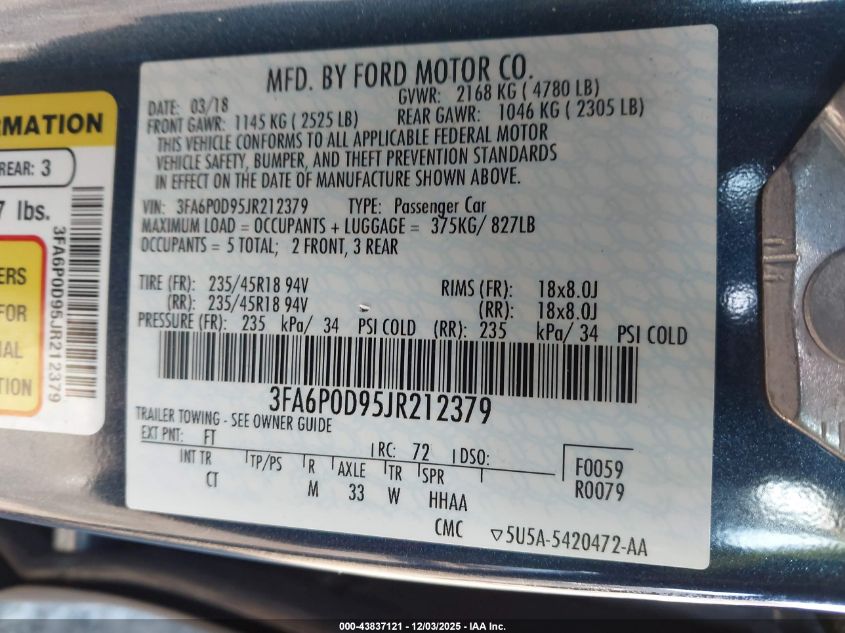 MFD. BY FORD MOTOR CO.
DATE: 03/18 GVWR: 2168 KG ( 4780 LB)
FRONT GAWR: 1145 KG ( 2525 LB) REAR GAWR: 1046 KG ( 2305 LB)
THIS VEHICLE CONFORMS TO ALL APPLICABLE FEDERAL MOTOR
VEHICLE SAFETY, BUMPER, AND THEFT PREVENTION STANDARDS
IN EFFECT ON THE DATE OF MANUFACTURE SHOWN ABOVE.
VIN: 3FA6P0D95JR212379 TYPE: Passenger Car
MAXIMUM LOAD = OCCUPANTS + LUGGAGE = 375KG/ 827LB
OCCUPANTS = 5 TOTAL; 2 FRONT, 3 REAR
TIRE (FR): 235/45R18 94V RIMS (FR): 18x8.0J
(RR): 235/45R18 94V (RR): 18x8.0J
PRESSURE (FR): 235 kPa/ 34 PSI COLD (RR): 235 kPa/ 34 PSI COLD
3FA6P0D95JR212379
TRAILER TOWING - SEE OWNER GUIDE
EXT PNT: FT RC: 72 DSO:
INT TR TP/PS R AXLE TR SPR
CT M 33 W HHAA
F0059
R0079
CMC ▽5U5A-5420472-AA
RMATION
REAR: 3
7 lbs.
ERS
FOR
IAL
TION
3FA6P0D95JR212379
000-43837121 - 12/03/2025 - IAA Inc.